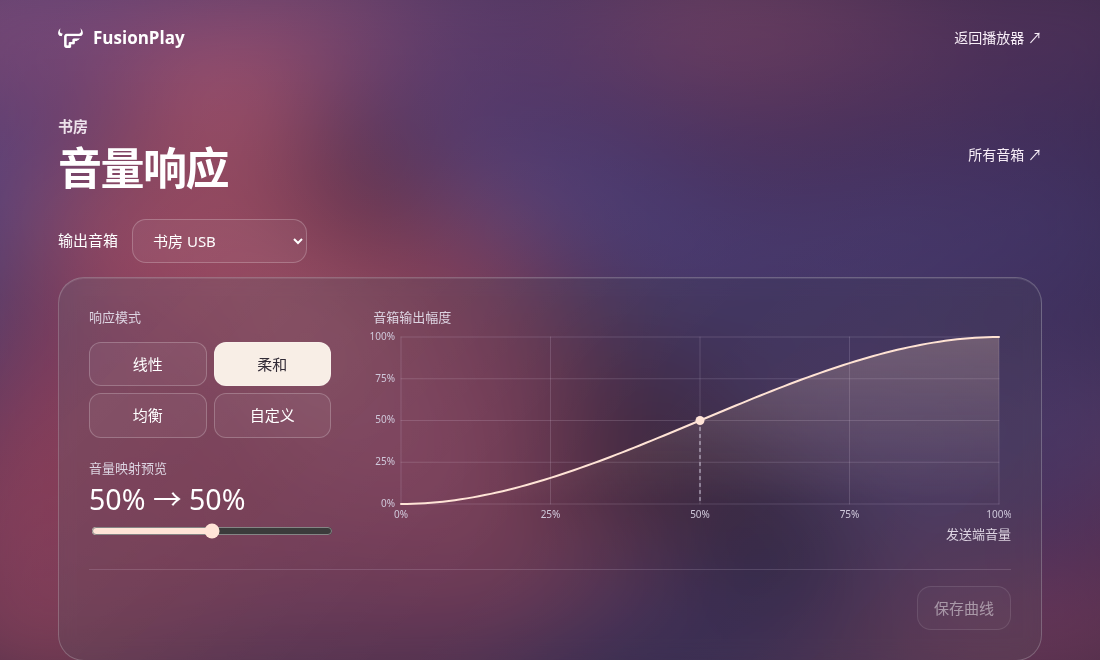 FusionPlay
返回播放器 ↗
书房
音量响应
所有音箱 ↗
输出音箱
书房 USB
响应模式
线性
柔和
均衡
自定义
音量映射预览
50% → 50%
音箱输出幅度
100%
75%
50%
25%
0%
0%
25%
50%
75%
100%
发送端音量
保存曲线